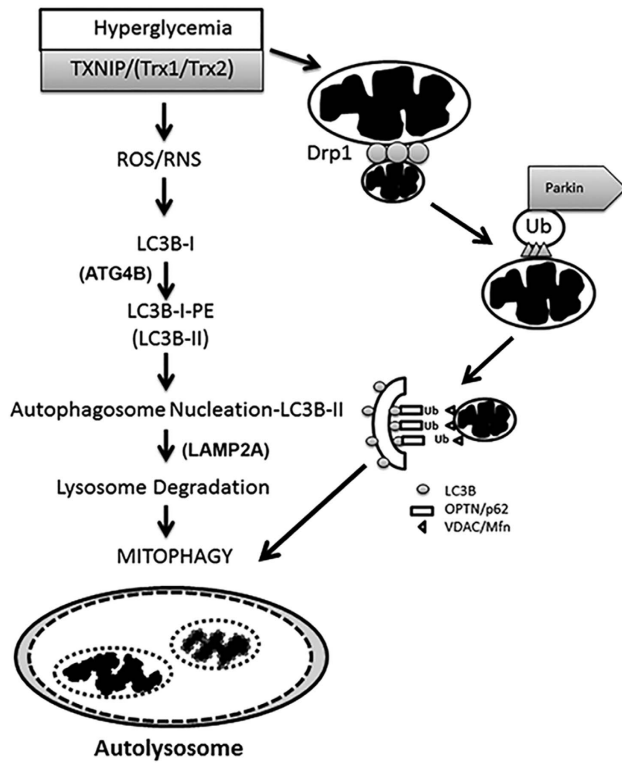 Hyperglycemia
TXNIP/(Trx1/Trx2)
ROS/RNS
LC3B-I
(ATG4B)
LC3B-I-PE
(LC3B-II)
Autophagosome Nucleation-LC3B-II
(LAMP2A)
Lysosome Degradation
MITOPHAGY
Autolysosome
Drp1
Parkin
Ub
Ub
Ub
Ub
LC3B
OPTN/p62
VDAC/Mfn